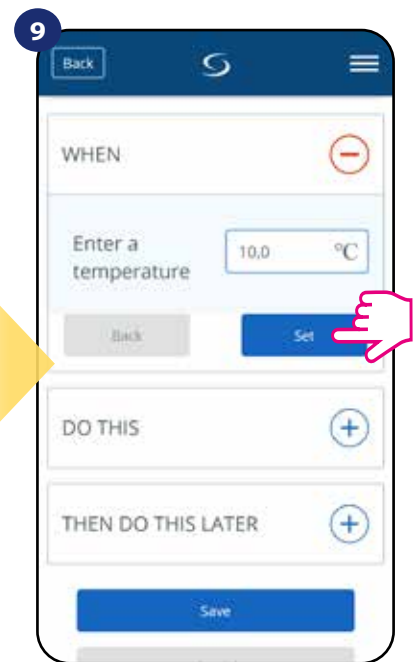 9
Back
WHEN
Enter a
temperature
10,0 °C
Back
Set
DO THIS
THEN DO THIS LATER
Save